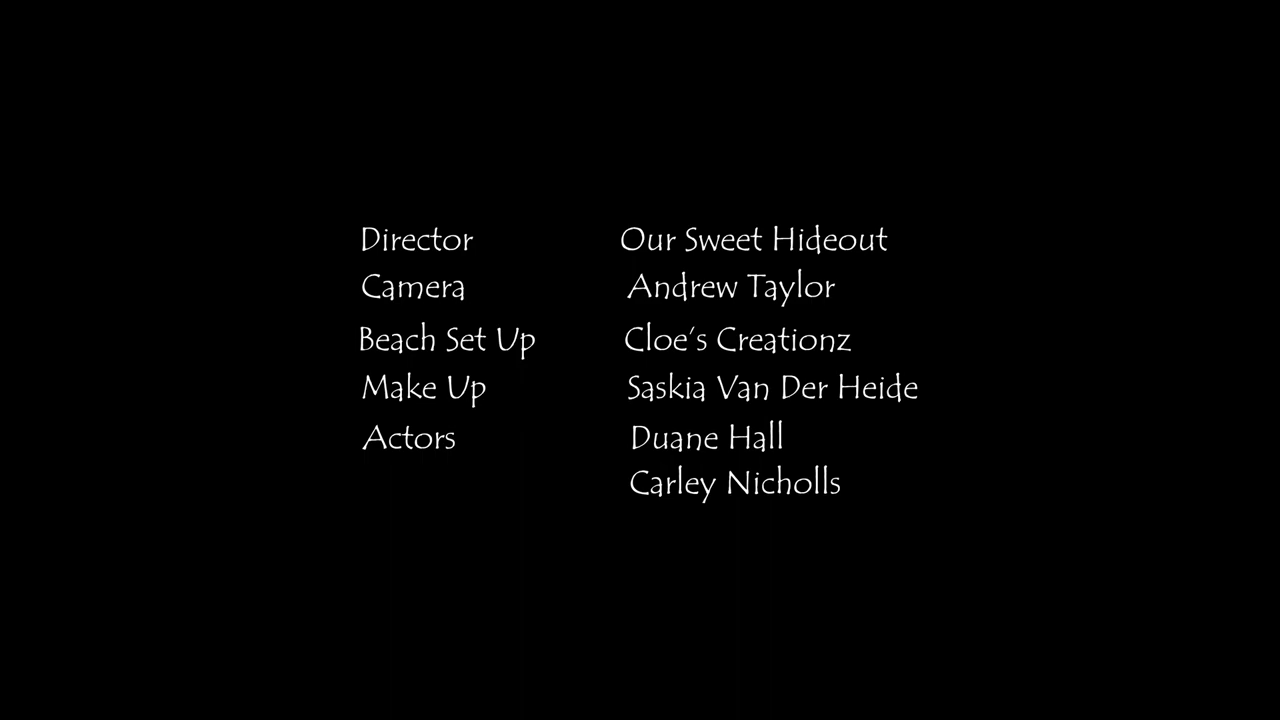 Director Our Sweet Hideout
Camera Andrew Taylor
Beach Set Up Cloe's Creationz
Make Up Saskia Van Der Heide
Actors Duane Hall
Carley Nicholls